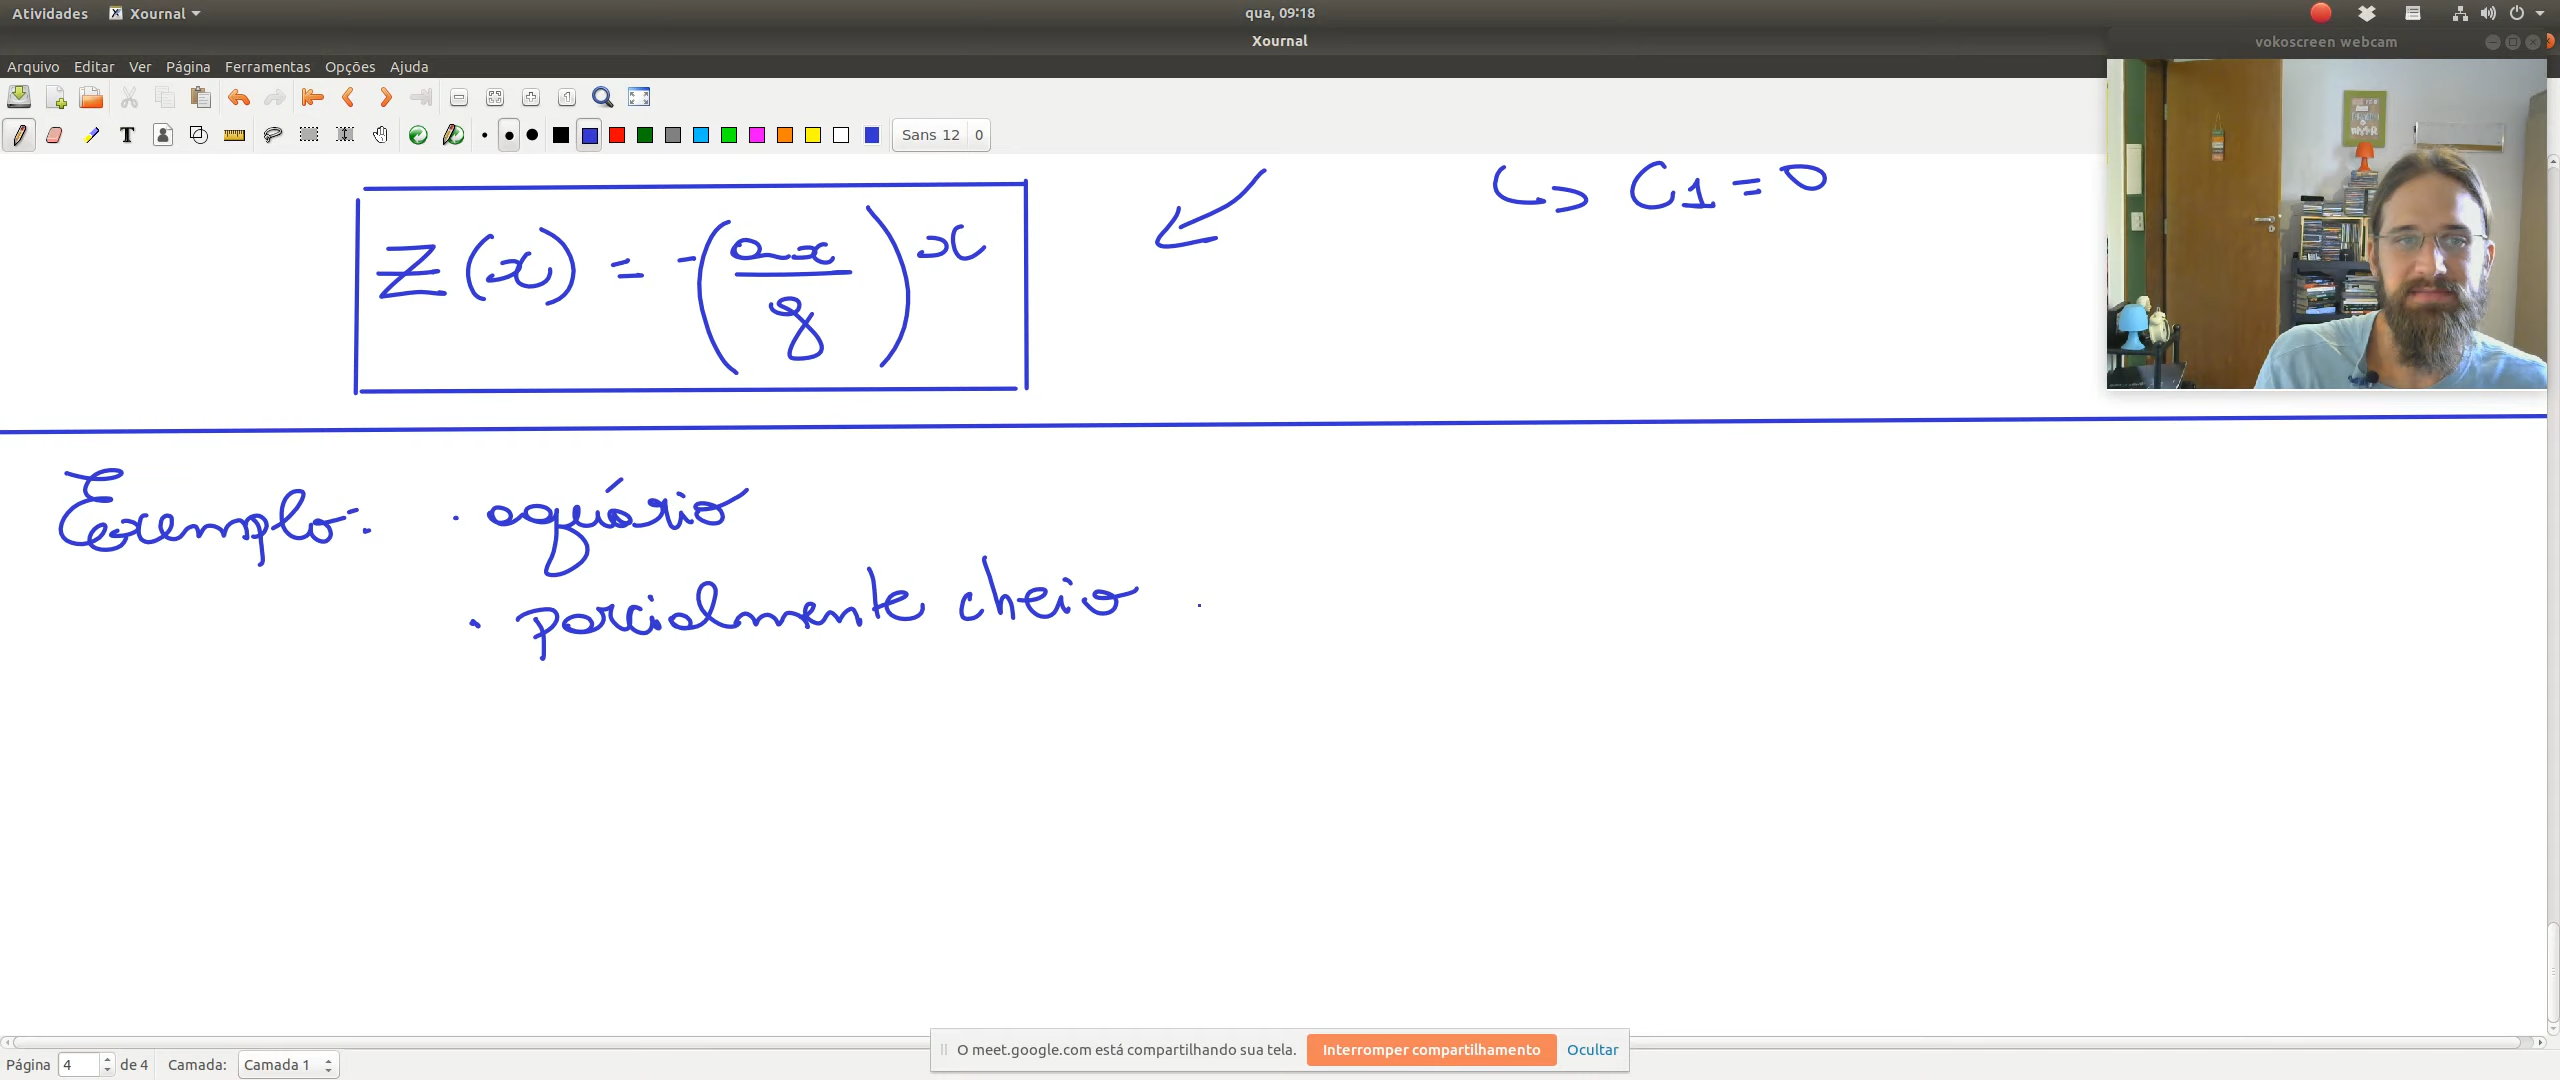 Atividades Xournal qua, 09:18
Xournal
vokoscreen webcam
Arquivo Editar Ver Página Ferramentas Opções Ajuda
T 1
Sans 12 0
↳ C1 = 0
Z(x) = -(ax/g) x
Exemplo: · aquário
· parcialmente cheio .
O meet.google.com está compartilhando sua tela. Interromper compartilhamento Ocultar
Página 4 de 4 Camada: Camada 1